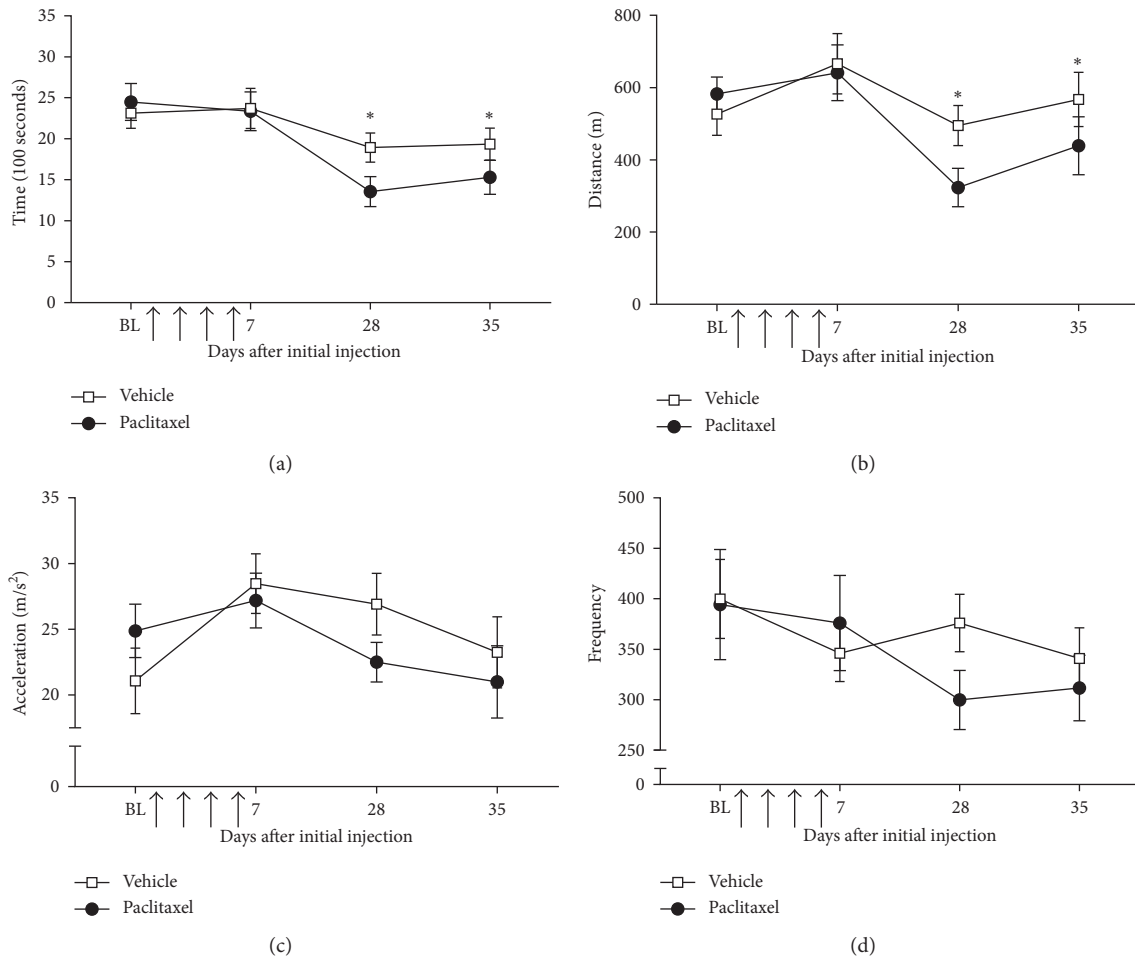 35
30
25
20
15
10
5
0
Time (100 seconds)
*
*
BL
7
28
35
Days after initial injection
Vehicle
Paclitaxel
(a)
800
600
400
200
0
Distance (m)
*
*
BL
7
28
35
Days after initial injection
Vehicle
Paclitaxel
(b)
35
30
25
20
0
Acceleration (m/s²)
BL
7
28
35
Days after initial injection
Vehicle
Paclitaxel
(c)
500
450
400
350
300
250
0
Frequency
BL
7
28
35
Days after initial injection
Vehicle
Paclitaxel
(d)